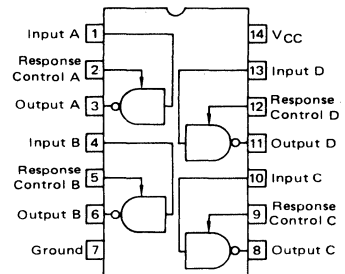 Input A 1
Response
Control A 2
Output A 3
Input B 4
Response
Control B 5
Output B 6
Ground 7
14 VCC
13 Input D
12 Response
Control D
11 Output D
10 Input C
9 Response
Control C
8 Output C